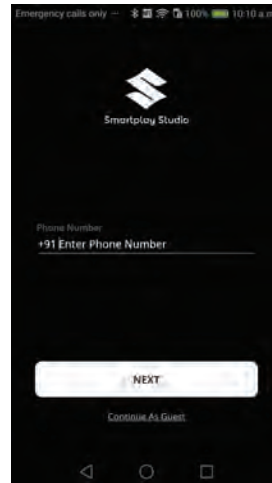 Emergency calls only 100% 10:10 a.m
Smartplay Studio
Phone Number
+91 Enter Phone Number
NEXT
Continue As Guest